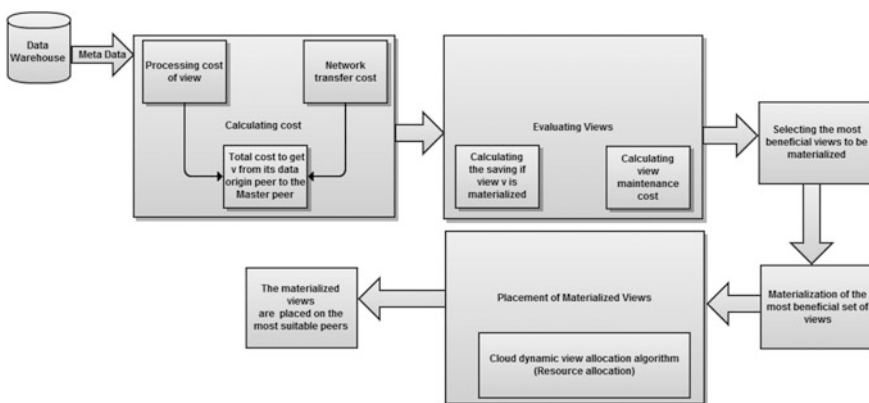 Data
Warehouse
Meta Data
Processing cost
of view
Network
transfer cost
Calculating cost
Total cost to get
v from its data
origin peer to the
Master peer
Evaluating Views
Calculating
the saving if
view v is
materialized
Calculating
view
maintenance
cost
Selecting the most
beneficial views to be
materialized
Materialization of the
most beneficial set of
views
Placement of Materialized Views
Cloud dynamic view allocation algorithm
(Resource allocation)
The materialized
views
are placed on the
most suitable peers